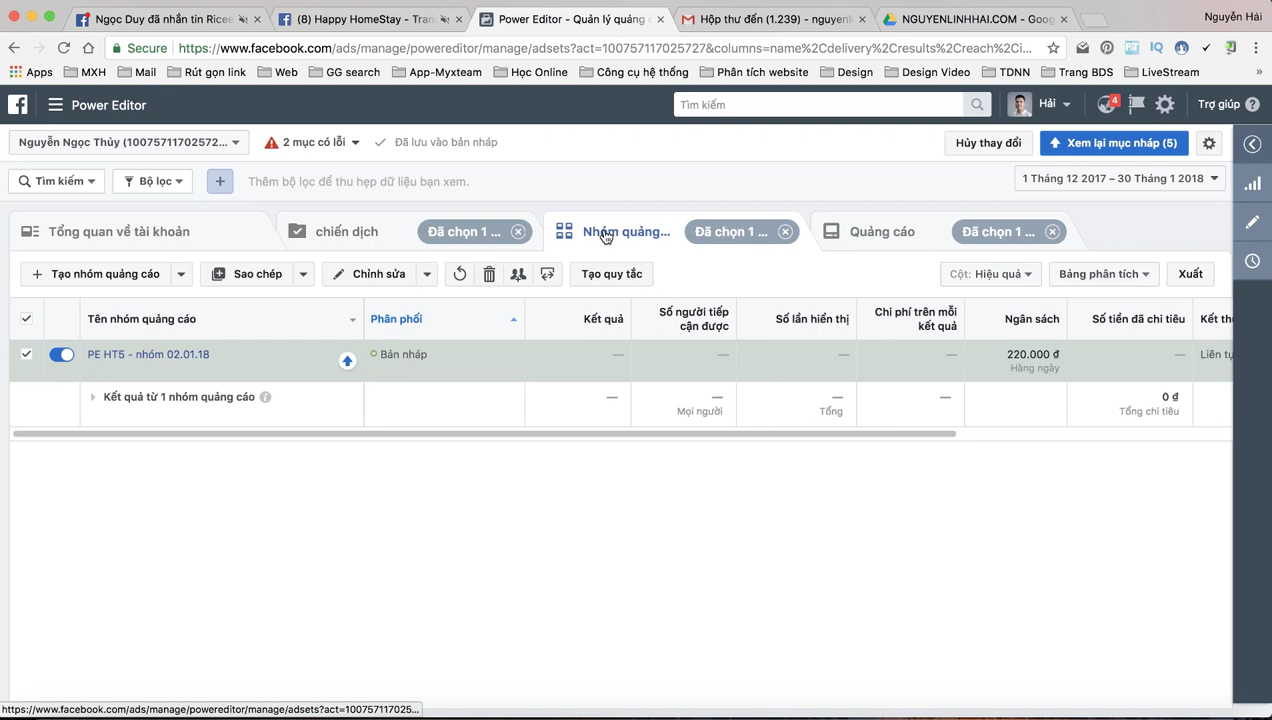 Ngọc Duy đã nhắn tin Ricee
(8) Happy HomeStay - Tran
Power Editor - Quản lý quảng c
Hộp thư đến (1.239) - nguyenl
NGUYENLINHHAI.COM - Goog
Nguyễn Hải
Secure
https://www.facebook.com/ads/manage/powereditor/manage/adsets?act=100757117025727&columns=name%2Cdelivery%2Cresults%2Creach%2Ci...
Apps
MXH
Mail
Rút gọn link
Web
GG search
App-Myxteam
Học Online
Công cụ hệ thống
Phân tích website
Design
Design Video
TDNN
Trang BDS
LiveStream
»
Power Editor
Tìm kiếm
Hải
4
Trợ giúp
Nguyễn Ngọc Thủy (10075711702572...
2 mục có lỗi
Đã lưu vào bản nháp
Hủy thay đổi
Xem lại mục nháp (5)
Tìm kiếm
Bộ lọc
+
Thêm bộ lọc để thu hẹp dữ liệu bạn xem.
1 Tháng 12 2017 – 30 Tháng 1 2018
Tổng quan về tài khoản
chiến dịch
Đã chọn 1 ...
Nhóm quảng...
Đã chọn 1 ...
Quảng cáo
Đã chọn 1 ...
+ Tạo nhóm quảng cáo
Sao chép
Chỉnh sửa
Tạo quy tắc
Cột: Hiệu quả
Bảng phân tích
Xuất
Tên nhóm quảng cáo
Phân phối
Kết quả
Số người tiếp
cận được
Số lần hiển thị
Chi phí trên mỗi
kết quả
Ngân sách
Số tiền đã chi tiêu
Kết thú
PE HT5 - nhóm 02.01.18
Bản nháp
—
—
—
—
220.000 ₫
Hàng ngày
—
Liên tụ
Kết quả từ 1 nhóm quảng cáo
—
—
Mọi người
—
Tổng
—
0 ₫
Tổng chi tiêu
https://www.facebook.com/ads/manage/powereditor/manage/adsets?act=100757117025...